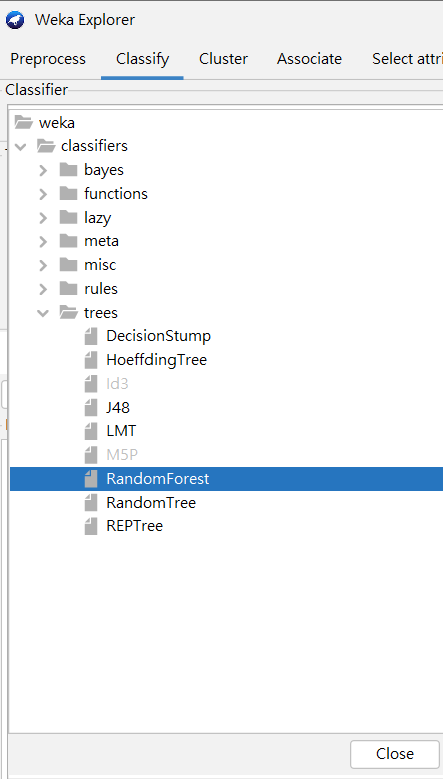 Weka Explorer
Preprocess Classify Cluster Associate Select attri
Classifier
weka
classifiers
bayes
functions
lazy
meta
misc
rules
trees
DecisionStump
HoeffdingTree
Id3
J48
LMT
M5P
RandomForest
RandomTree
REPTree
Close